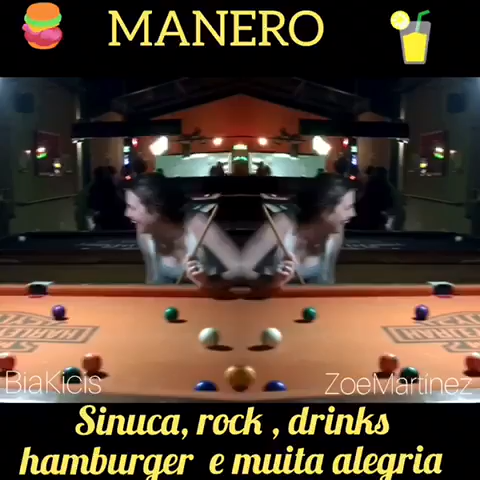 MANERO
BiaKicis
ZoeMartinez
Sinuca, rock , drinks
hamburger e muita alegria